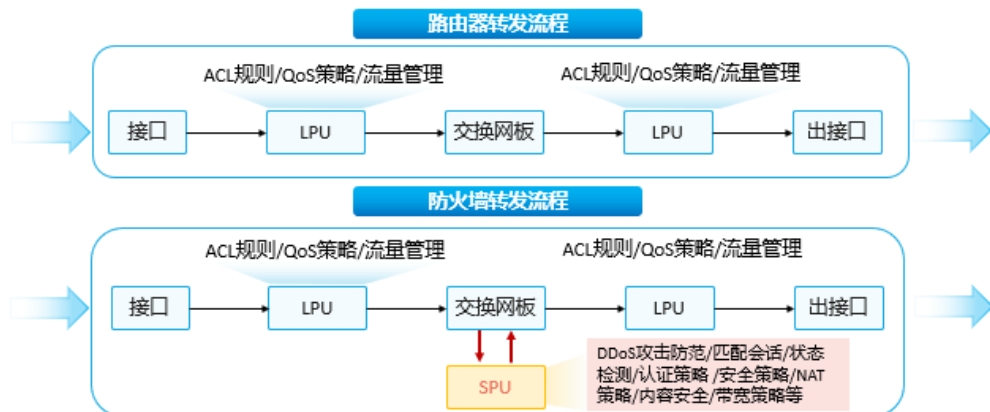 路由器转发流程
ACL规则/QoS策略/流量管理
ACL规则/QoS策略/流量管理
接口
LPU
交换网板
LPU
出接口
防火墙转发流程
ACL规则/QoS策略/流量管理
ACL规则/QoS策略/流量管理
接口
LPU
交换网板
LPU
出接口
SPU
DDoS攻击防范/匹配会话/状态
检测/认证策略 /安全策略/NAT
策略/内容安全/带宽策略等